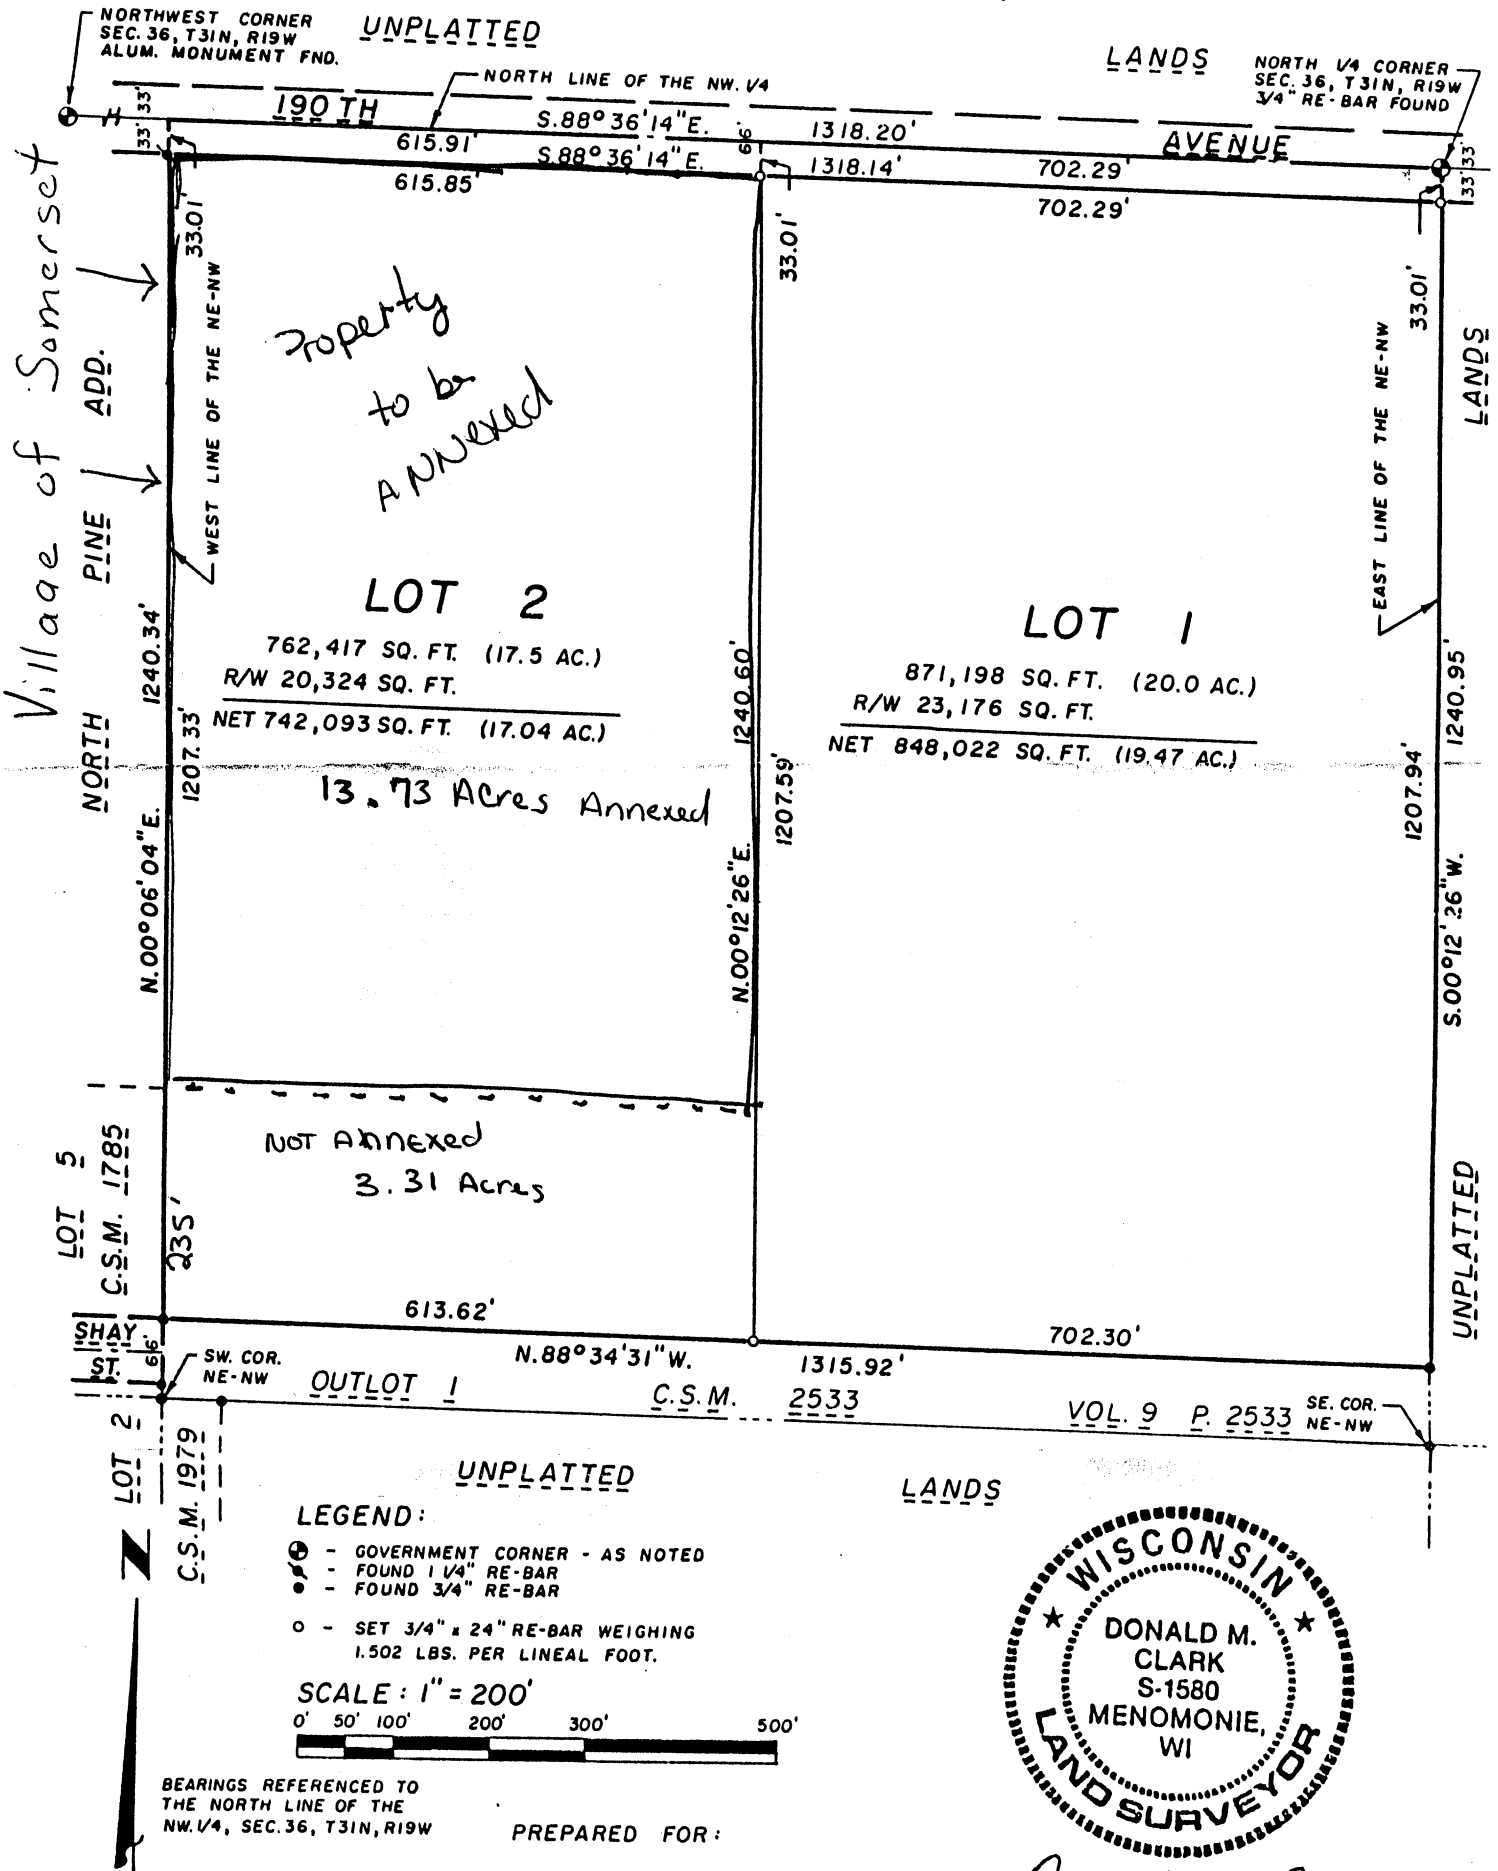 NORTHWEST CORNER
SEC. 36, T31N, R19W
ALUM. MONUMENT FND.
UNPLATTED
LANDS
NORTH 1/4 CORNER
SEC. 36, T31N, R19W
3/4" RE-BAR FOUND
NORTH LINE OF THE NW. 1/4
33'
33'
190 TH
S.88°36'14"E.
1318.20'
AVENUE
615.91'
66'
S.88°36'14"E.
1318.14'
702.29'
615.85'
702.29'
33'
33'
33.01'
33.01'
33.01'
Village of Somerset
NORTH PINE ADD.
WEST LINE OF THE NE-NW
EAST LINE OF THE NE-NW
LANDS
Property
to be
ANNexed
LOT 2
762,417 SQ. FT. (17.5 AC.)
R/W 20,324 SQ. FT.
NET 742,093 SQ. FT. (17.04 AC.)
13.73 Acres Annexed
LOT 1
871,198 SQ. FT. (20.0 AC.)
R/W 23,176 SQ. FT.
NET 848,022 SQ. FT. (19.47 AC.)
N.00°06'04"E.
1240.34'
1207.33'
N.00°12'26"E.
1240.60'
1207.59'
1207.94'
S.00°12'26"W.
1240.95'
NOT Annexed
3.31 Acres
LOT 5
C.S.M. 1785
235'
UNPLATTED
613.62'
702.30'
SHAY
ST.
66'
SW. COR.
NE-NW
N.88°34'31"W.
1315.92'
OUTLOT 1
C.S.M. 2533
VOL. 9 P. 2533
SE. COR.
NE-NW
LOT 2
C.S.M. 1979
UNPLATTED
LANDS
N
LEGEND:
- GOVERNMENT CORNER - AS NOTED
- FOUND 1 1/4" RE-BAR
- FOUND 3/4" RE-BAR
- SET 3/4" x 24" RE-BAR WEIGHING
1.502 LBS. PER LINEAL FOOT.
SCALE: 1" = 200'
0' 50' 100' 200' 300' 500'
BEARINGS REFERENCED TO
THE NORTH LINE OF THE
NW. 1/4, SEC. 36, T31N, R19W
PREPARED FOR:
WISCONSIN
DONALD M.
CLARK
S-1580
MENOMONIE,
WI
LAND SURVEYOR